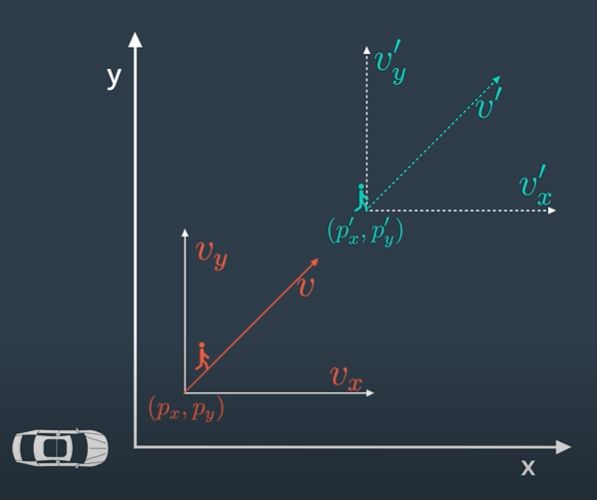 y
v'_y
v'
v'_x
(p'_x, p'_y)
v_y
v
v_x
(p_x, p_y)
x